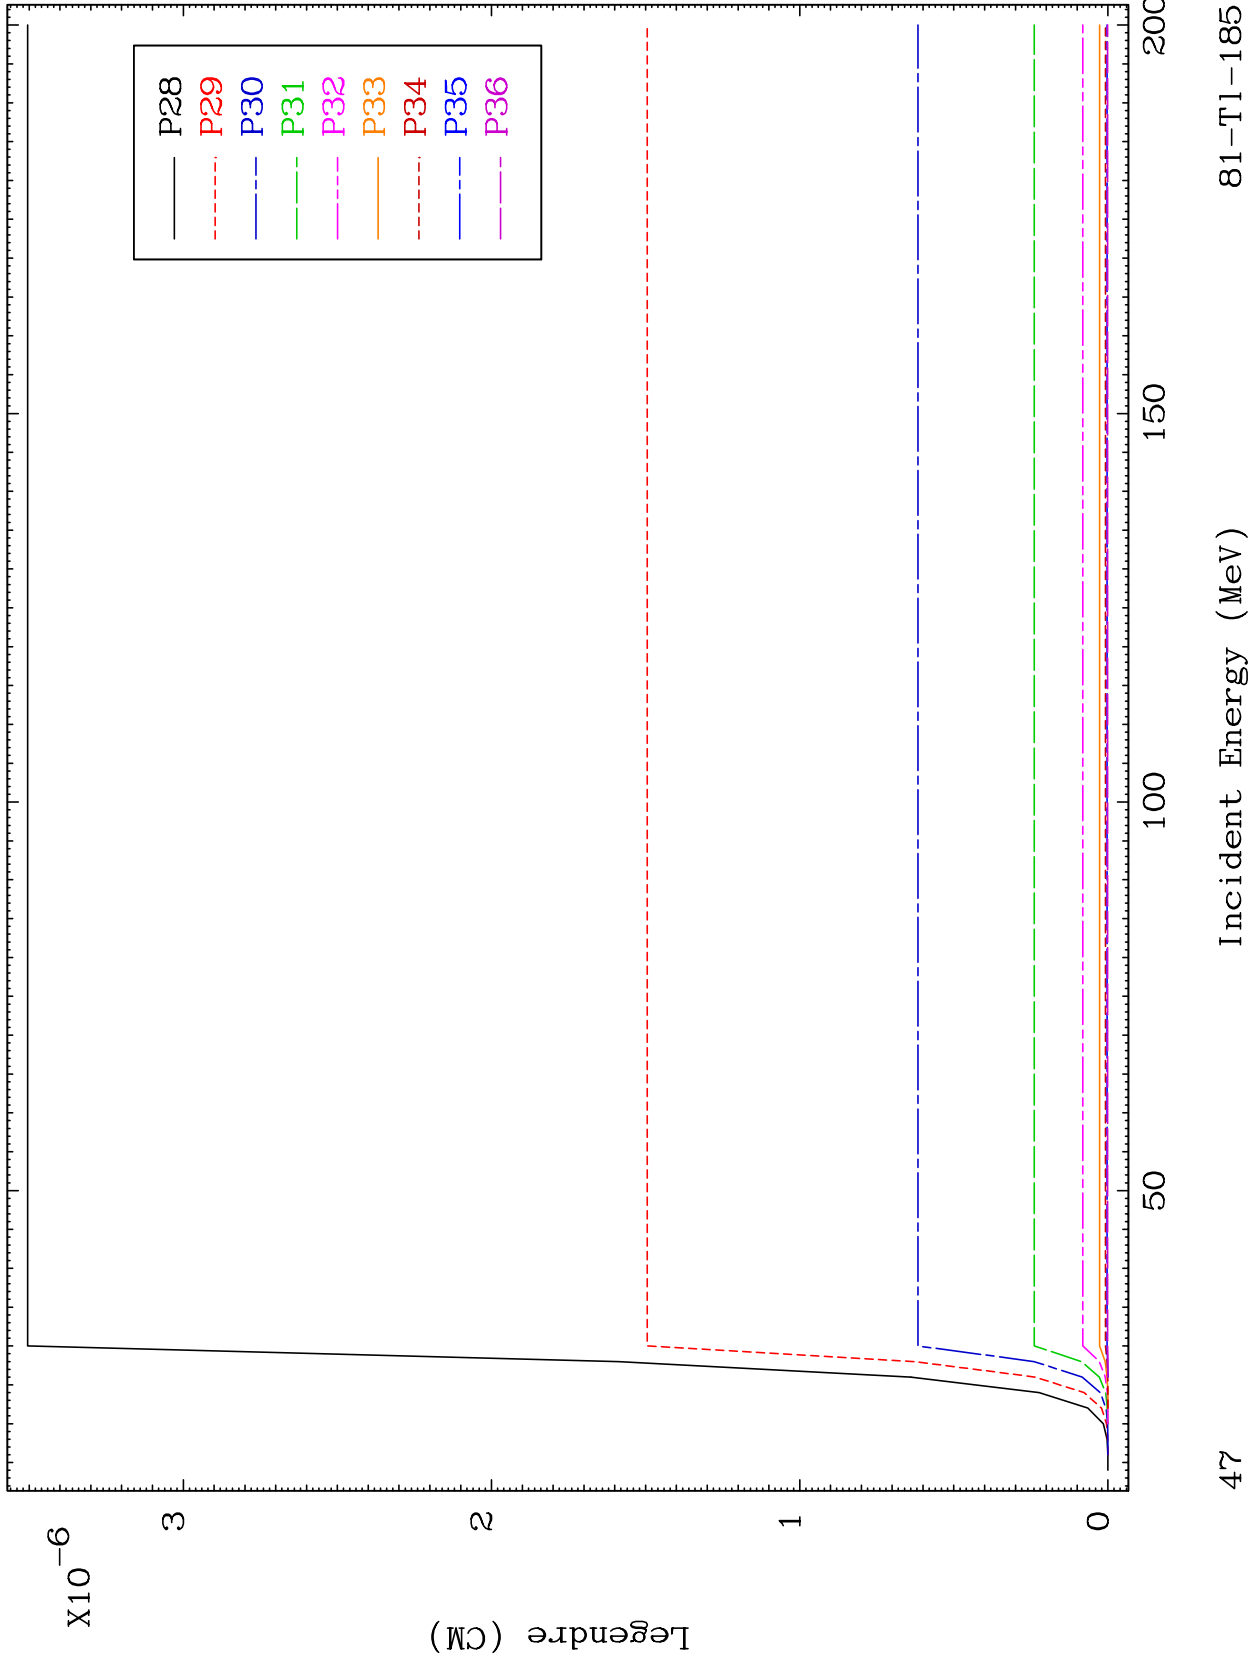 X10-6
Legendre (CM)
3
2
1
0
P28
P29
P30
P31
P32
P33
P34
P35
P36
50
100
150
200
47
Incident Energy (MeV)
81-Tl-185